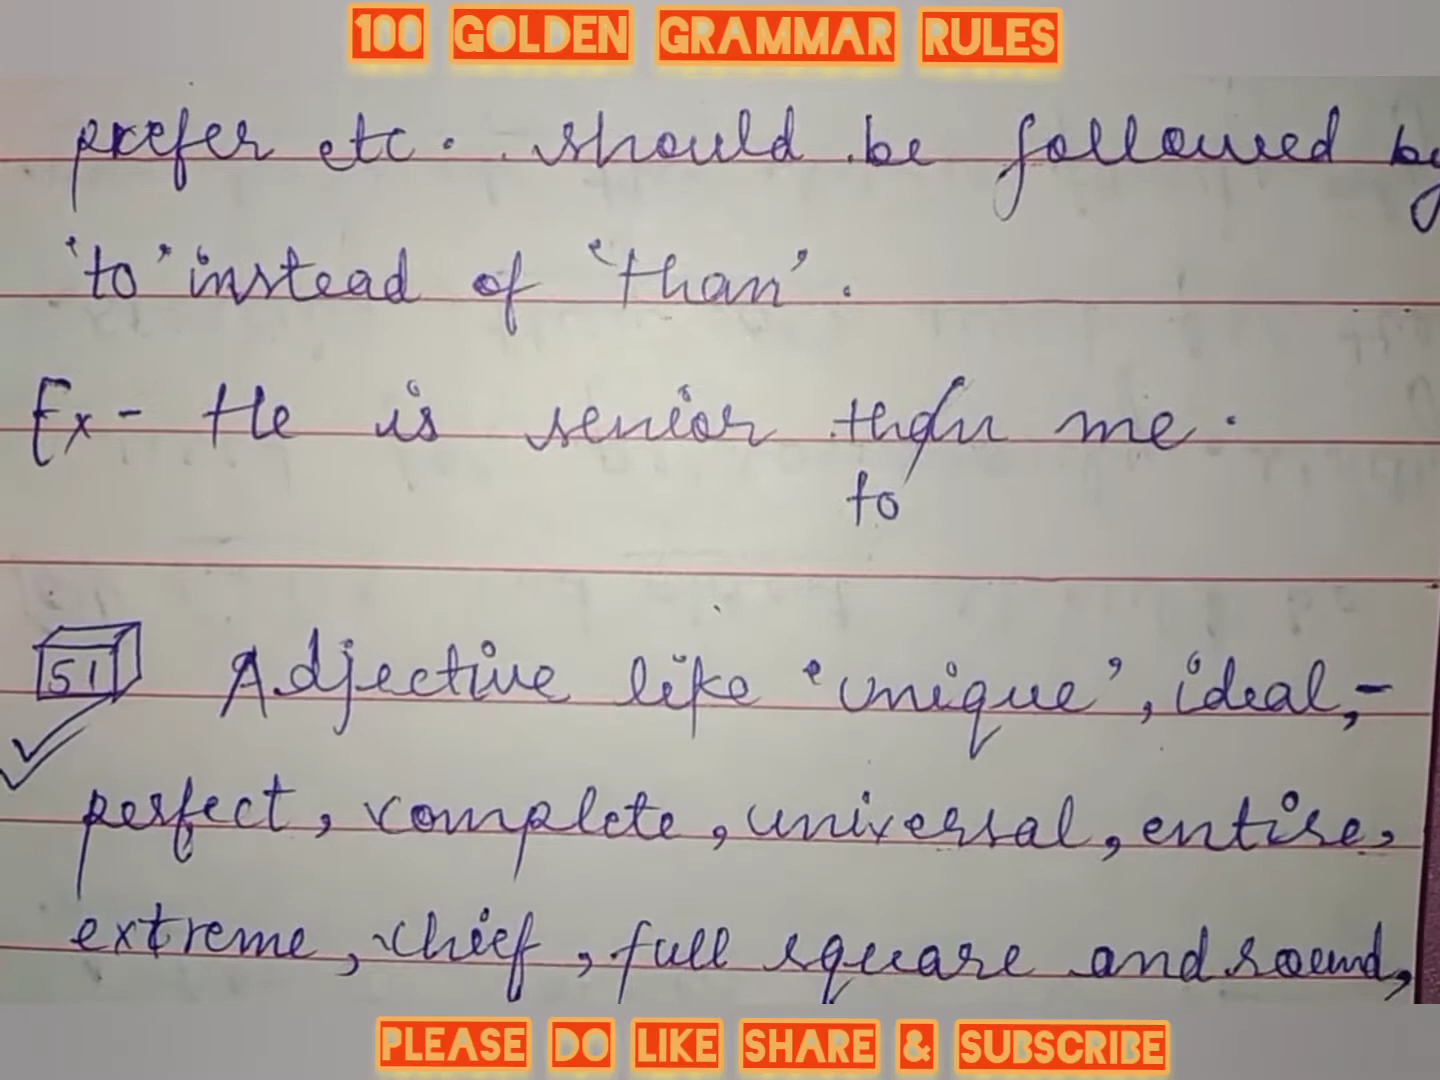 100 GOLDEN GRAMMAR RULES
prefer etc. should be followed by
'to' instead of 'than'.
Ex- He is senior than me.
to
51 Adjective like 'unique', ideal,-
perfect, complete, universal, entire,
extreme, chief, full square and round,
PLEASE DO LIKE SHARE & SUBSCRIBE